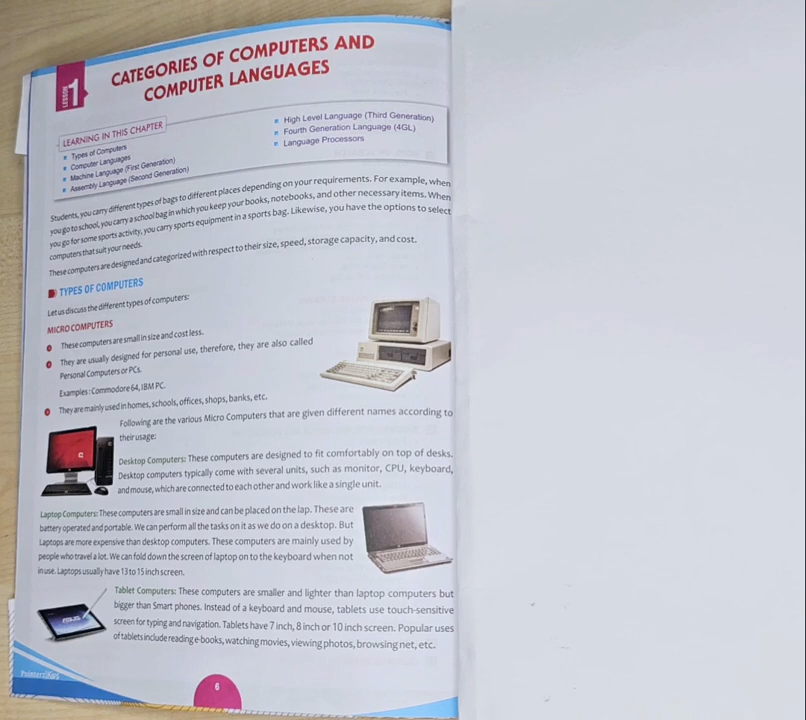 LESSON
1
CATEGORIES OF COMPUTERS AND
COMPUTER LANGUAGES
LEARNING IN THIS CHAPTER
Types of Computers
Computer Languages
Machine Language (First Generation)
Assembly Language (Second Generation)
High Level Language (Third Generation)
Fourth Generation Language (4GL)
Language Processors
Students, you carry different types of bags to different places depending on your requirements. For example, when
you go to school, you carry a school bag in which you keep your books, notebooks, and other necessary items. When
you go for some sports activity, you carry sports equipment in a sports bag. Likewise, you have the options to select
computers that suit your needs.
These computers are designed and categorized with respect to their size, speed, storage capacity, and cost.
TYPES OF COMPUTERS
Let us discuss the different types of computers:
MICRO COMPUTERS
These computers are small in size and cost less.
They are usually designed for personal use, therefore, they are also called
Personal Computers or PCs.
Examples: Commodore 64, IBM PC.
They are mainly used in homes, schools, offices, shops, banks, etc.
Following are the various Micro Computers that are given different names according to
their usage:
Desktop Computers: These computers are designed to fit comfortably on top of desks.
Desktop computers typically come with several units, such as monitor, CPU, keyboard,
and mouse, which are connected to each other and work like a single unit.
Laptop Computers: These computers are small in size and can be placed on the lap. These are
battery operated and portable. We can perform all the tasks on it as we do on a desktop. But
Laptops are more expensive than desktop computers. These computers are mainly used by
people who travel a lot. We can fold down the screen of laptop on to the keyboard when not
in use. Laptops usually have 13 to 15 inch screen.
Tablet Computers: These computers are smaller and lighter than laptop computers but
bigger than Smart phones. Instead of a keyboard and mouse, tablets use touch-sensitive
screen for typing and navigation. Tablets have 7 inch, 8 inch or 10 inch screen. Popular uses
of tablets include reading e-books, watching movies, viewing photos, browsing net, etc.
ASUS
6